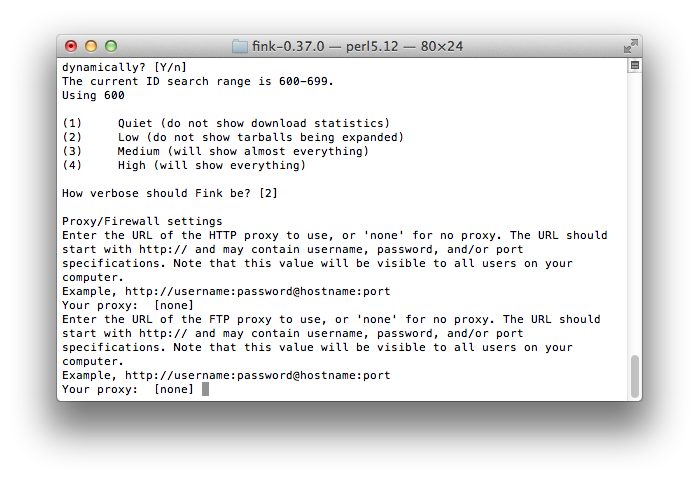 fink-0.37.0 — perl5.12 — 80×24
dynamically? [Y/n]
The current ID search range is 600-699.
Using 600
(1)     Quiet (do not show download statistics)
(2)     Low (do not show tarballs being expanded)
(3)     Medium (will show almost everything)
(4)     High (will show everything)
How verbose should Fink be? [2]
Proxy/Firewall settings
Enter the URL of the HTTP proxy to use, or 'none' for no proxy. The URL should
start with http:// and may contain username, password, and/or port
specifications. Note that this value will be visible to all users on your
computer.
Example, http://username:password@hostname:port
Your proxy:  [none]
Enter the URL of the FTP proxy to use, or 'none' for no proxy. The URL should
start with http:// and may contain username, password, and/or port
specifications. Note that this value will be visible to all users on your
computer.
Example, http://username:password@hostname:port
Your proxy:  [none]